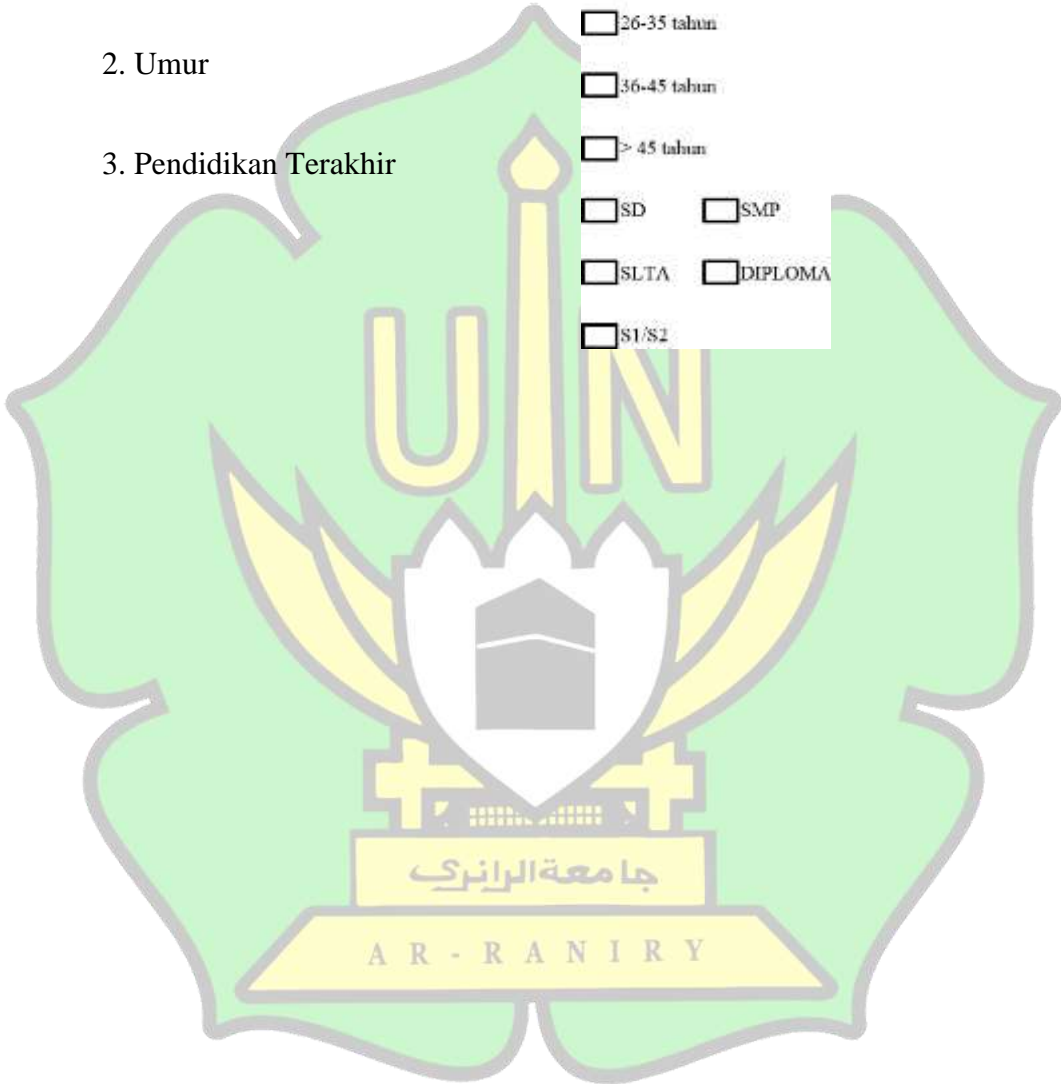 26-35 tahun
2. Umur
36-45 tahun
> 45 tahun
3. Pendidikan Terakhir
SD SMP
SLTA DIPLOMA
S1/S2
UIN
جامعة الرانري
AR-RANIRY